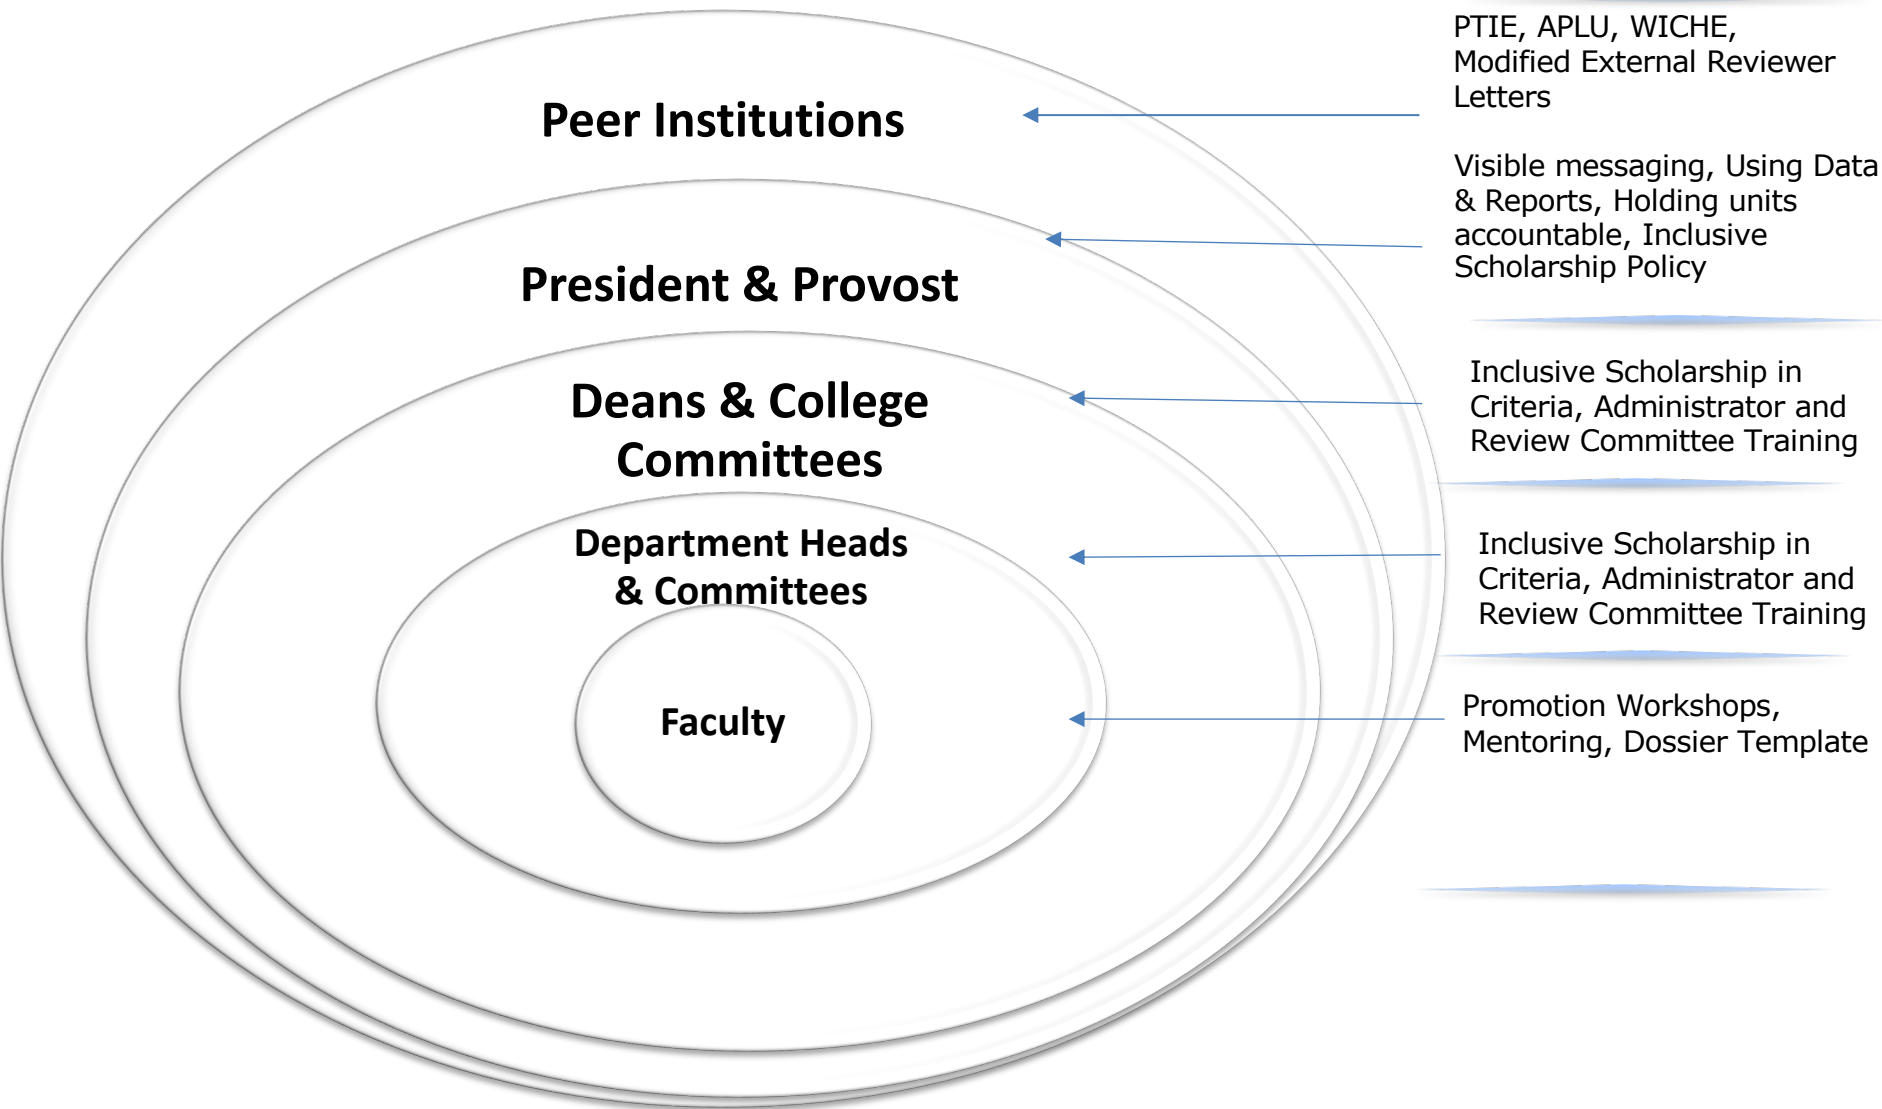 Peer Institutions
President & Provost
Deans & College
Committees
Department Heads
& Committees
Faculty
PTIE, APLU, WICHE,
Modified External Reviewer
Letters
Visible messaging, Using Data
& Reports, Holding units
accountable, Inclusive
Scholarship Policy
Inclusive Scholarship in
Criteria, Administrator and
Review Committee Training
Inclusive Scholarship in
Criteria, Administrator and
Review Committee Training
Promotion Workshops,
Mentoring, Dossier Template